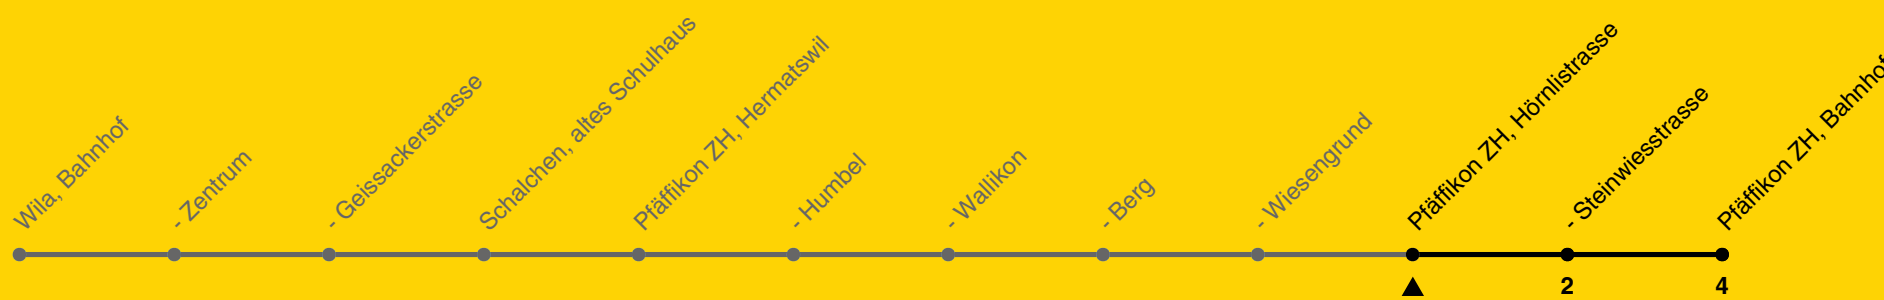 Wila, Bahnhof
- Zentrum
- Geissackerstrasse
Schalchen, altes Schulhaus
Pfäffikon ZH, Hermatswil
- Humbel
- Wallikon
- Berg
- Wiesengrund
Pfäffikon ZH, Hörnlistrasse
- Steinwiesstrasse
Pfäffikon ZH, Bahnhof
2
4